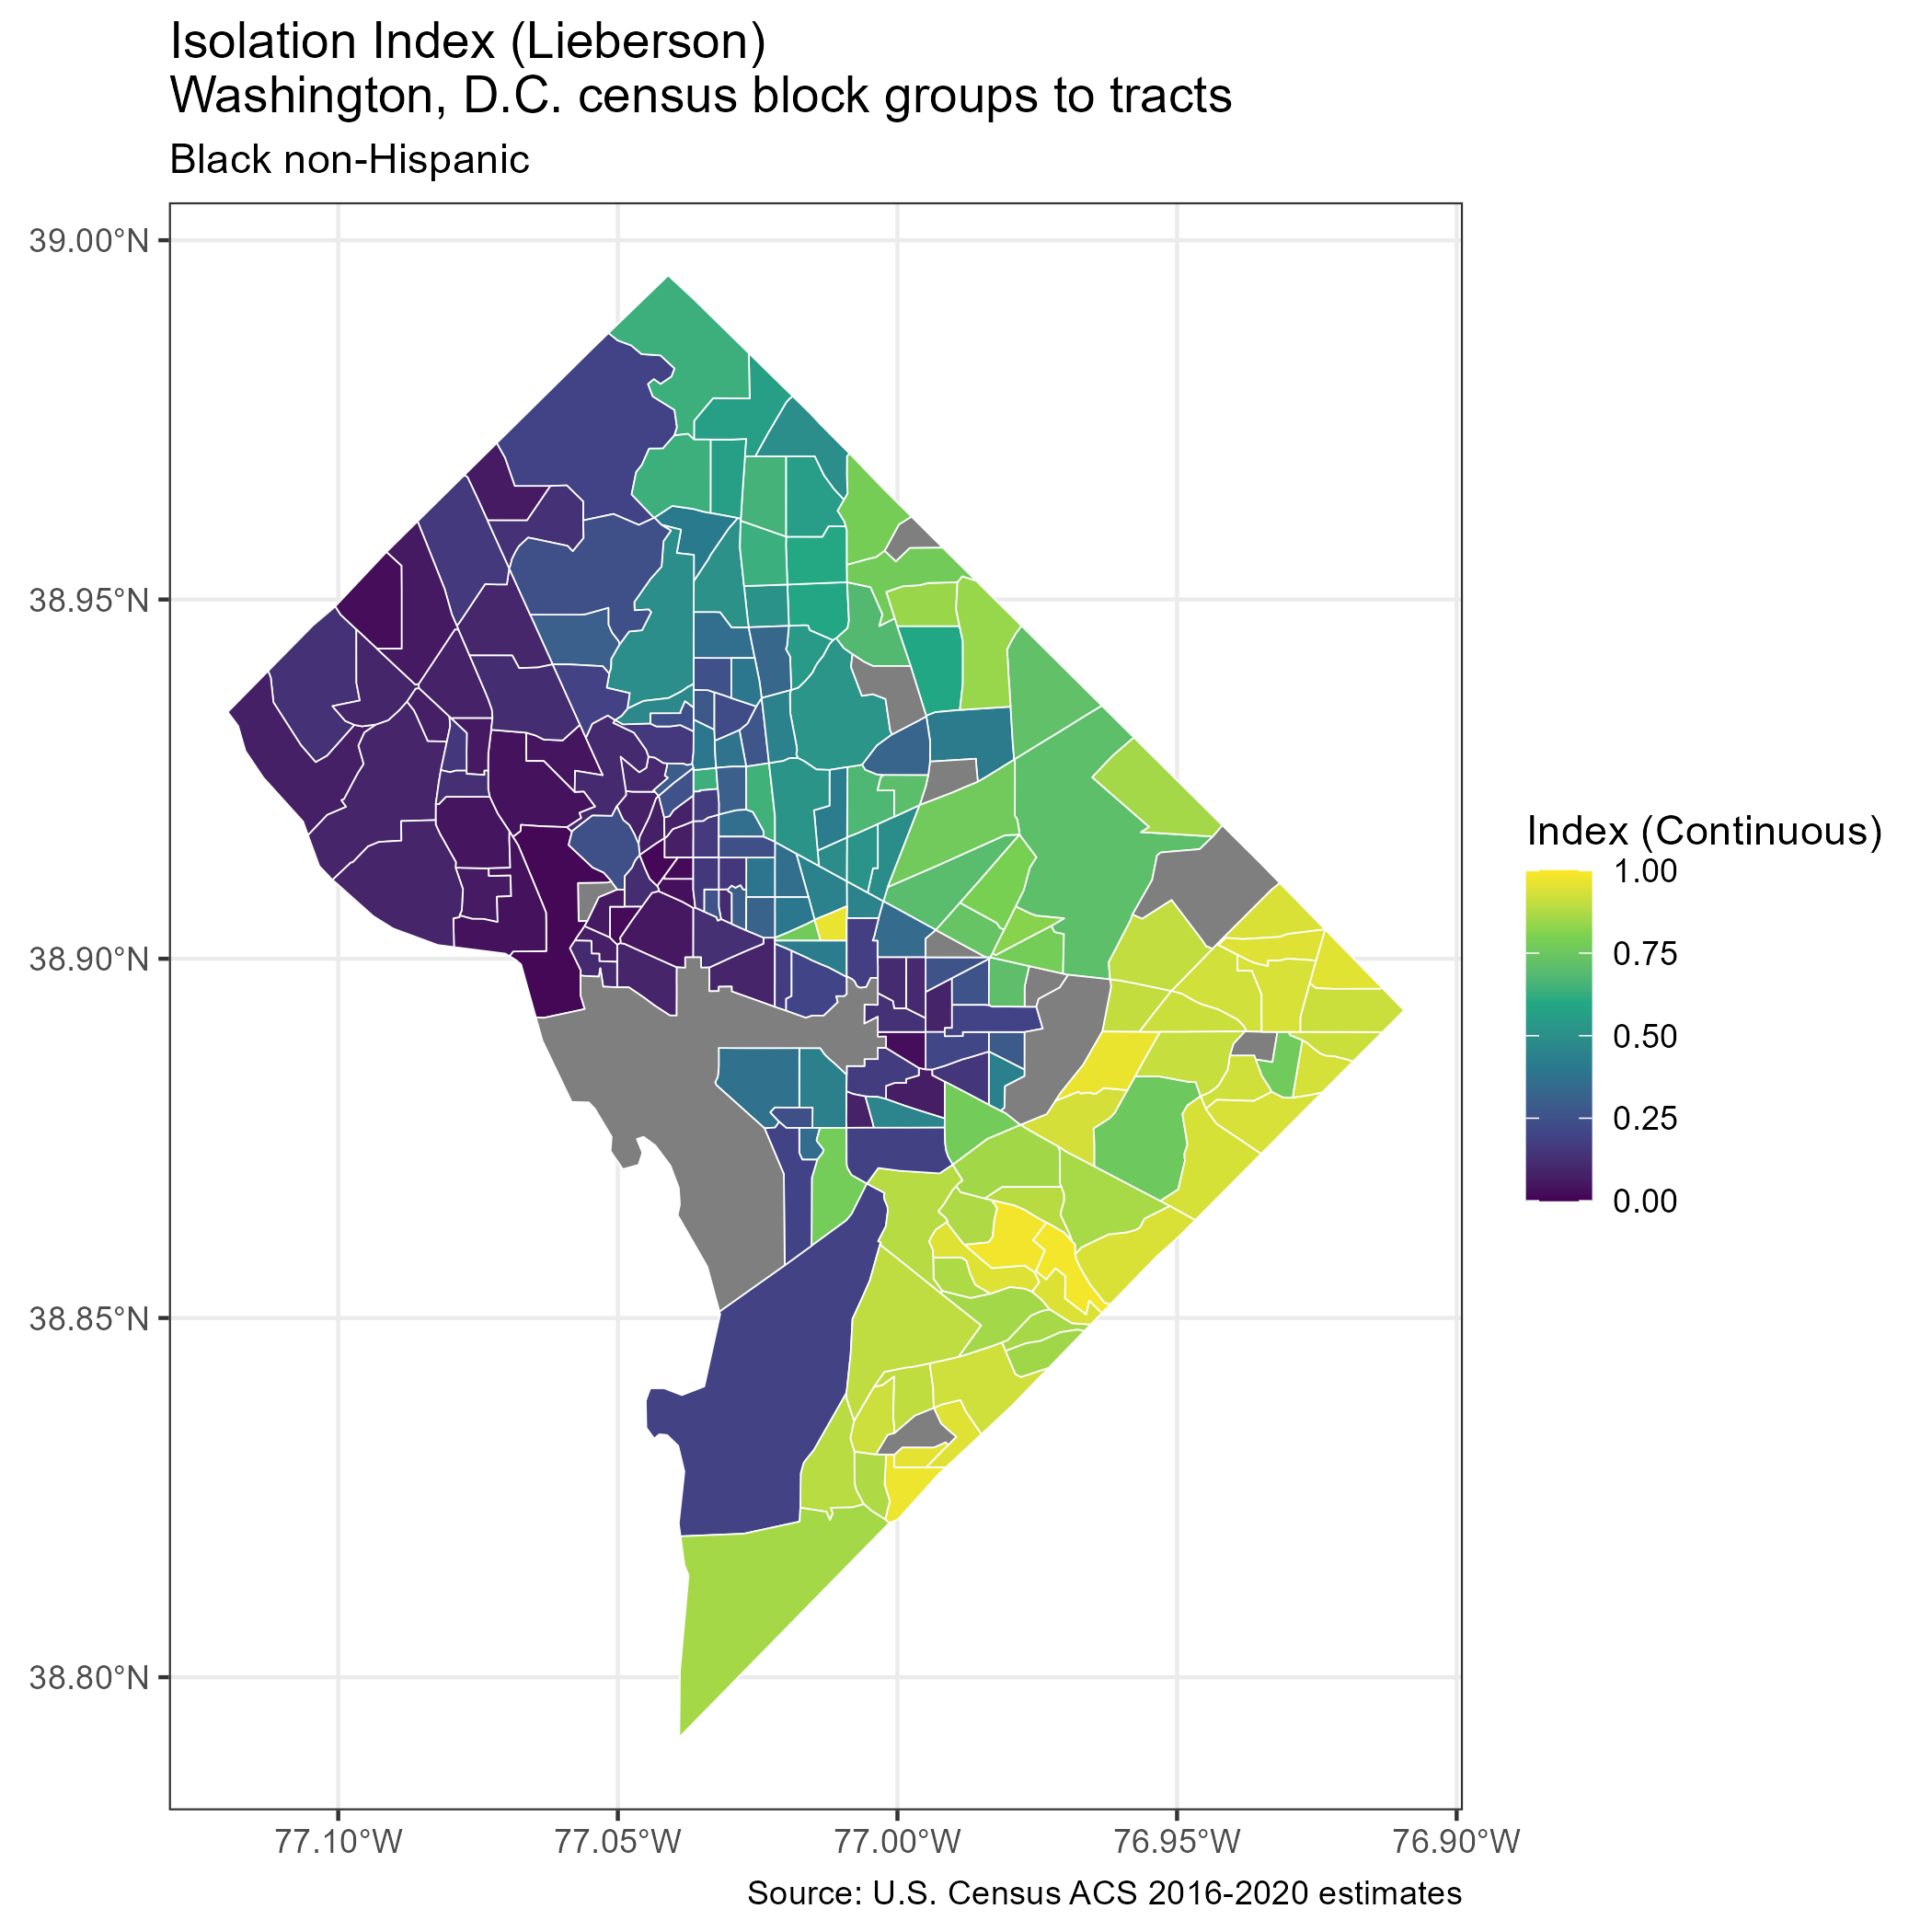 Isolation Index (Lieberson)
Washington, D.C. census block groups to tracts
Black non-Hispanic
39.00°N
38.95°N
38.90°N
38.85°N
38.80°N
77.10°W
77.05°W
77.00°W
76.95°W
76.90°W
Index (Continuous)
1.00
0.75
0.50
0.25
0.00
Source: U.S. Census ACS 2016-2020 estimates